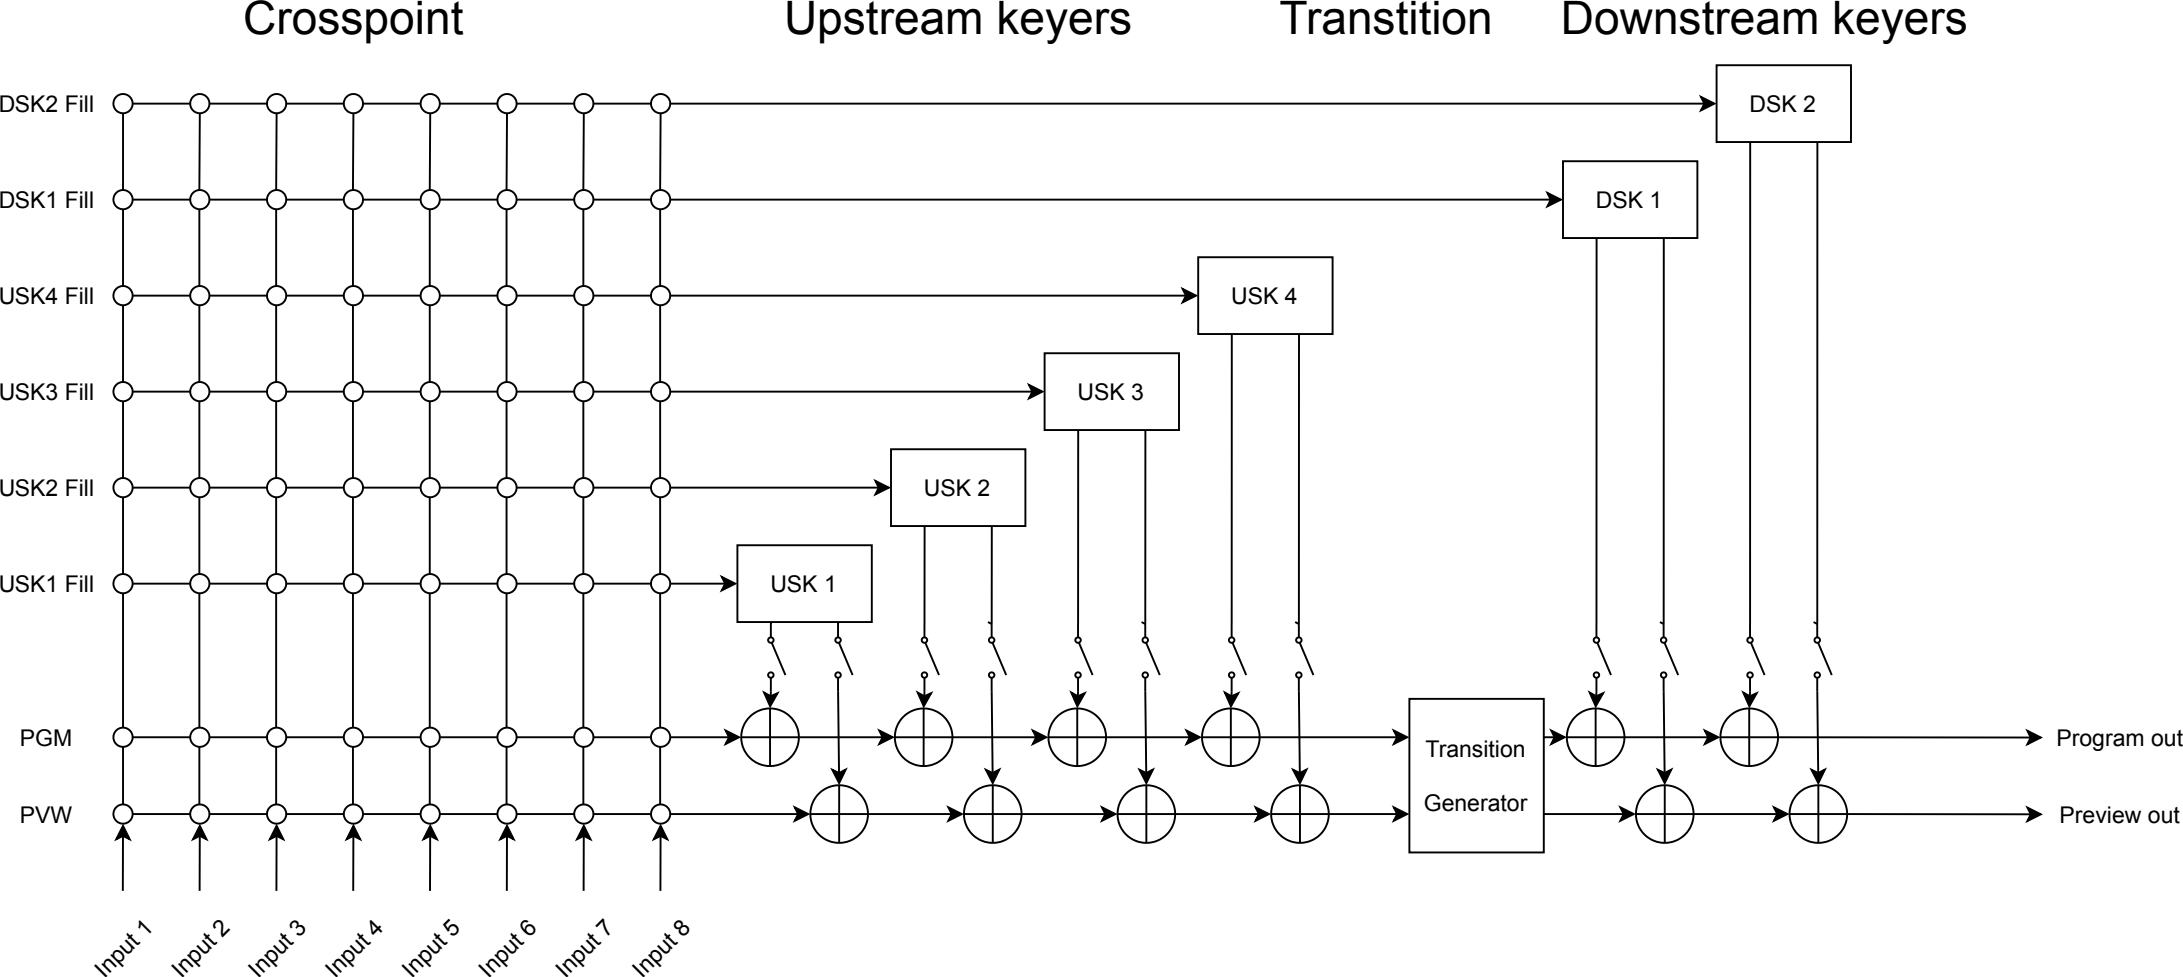 Crosspoint Upstream keyers Transtition Downstream keyers
DSK2 Fill
DSK 2
DSK1 Fill
DSK 1
USK4 Fill
USK 4
USK3 Fill
USK 3
USK2 Fill
USK 2
USK1 Fill
USK 1
PGM
Transition
Generator
Program out
PVW
Preview out
Input 1
Input 2
Input 3
Input 4
Input 5
Input 6
Input 7
Input 8